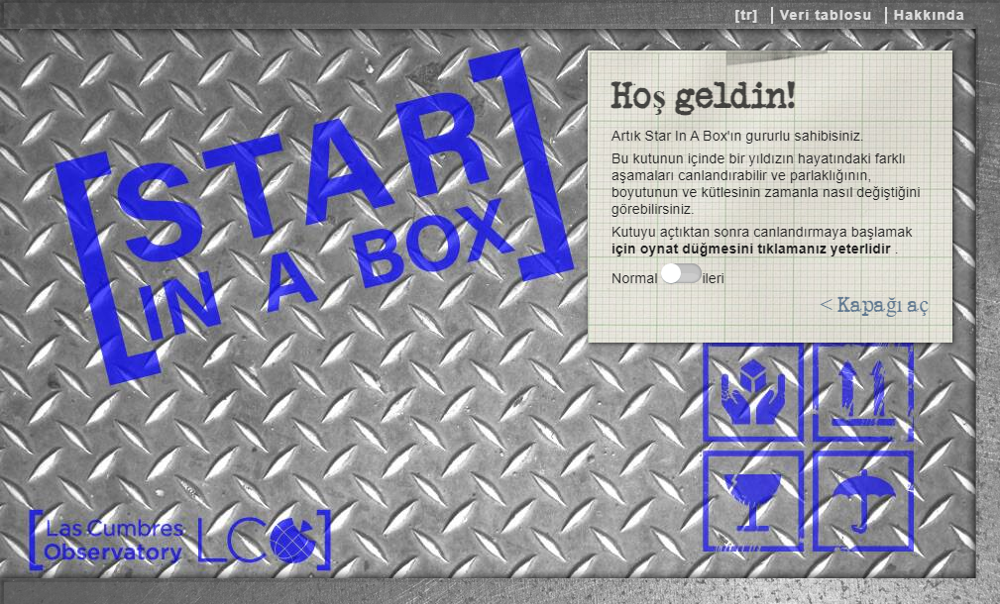 [tr] Veri tablosu Hakkında
[STAR
IN A BOX]
Hoş geldin!
Artık Star In A Box'ın gururlu sahibisiniz.
Bu kutunun içinde bir yıldızın hayatındaki farklı
aşamaları canlandırabilir ve parlaklığının,
boyutunun ve kütlesinin zamanla nasıl değiştiğini
görebilirsiniz.
Kutuyu açtıktan sonra canlandırmaya başlamak
için oynat düğmesini tıklamanız yeterlidir .
Normal ileri
< Kapağı aç
[Las Cumbres
Observatory LCO]